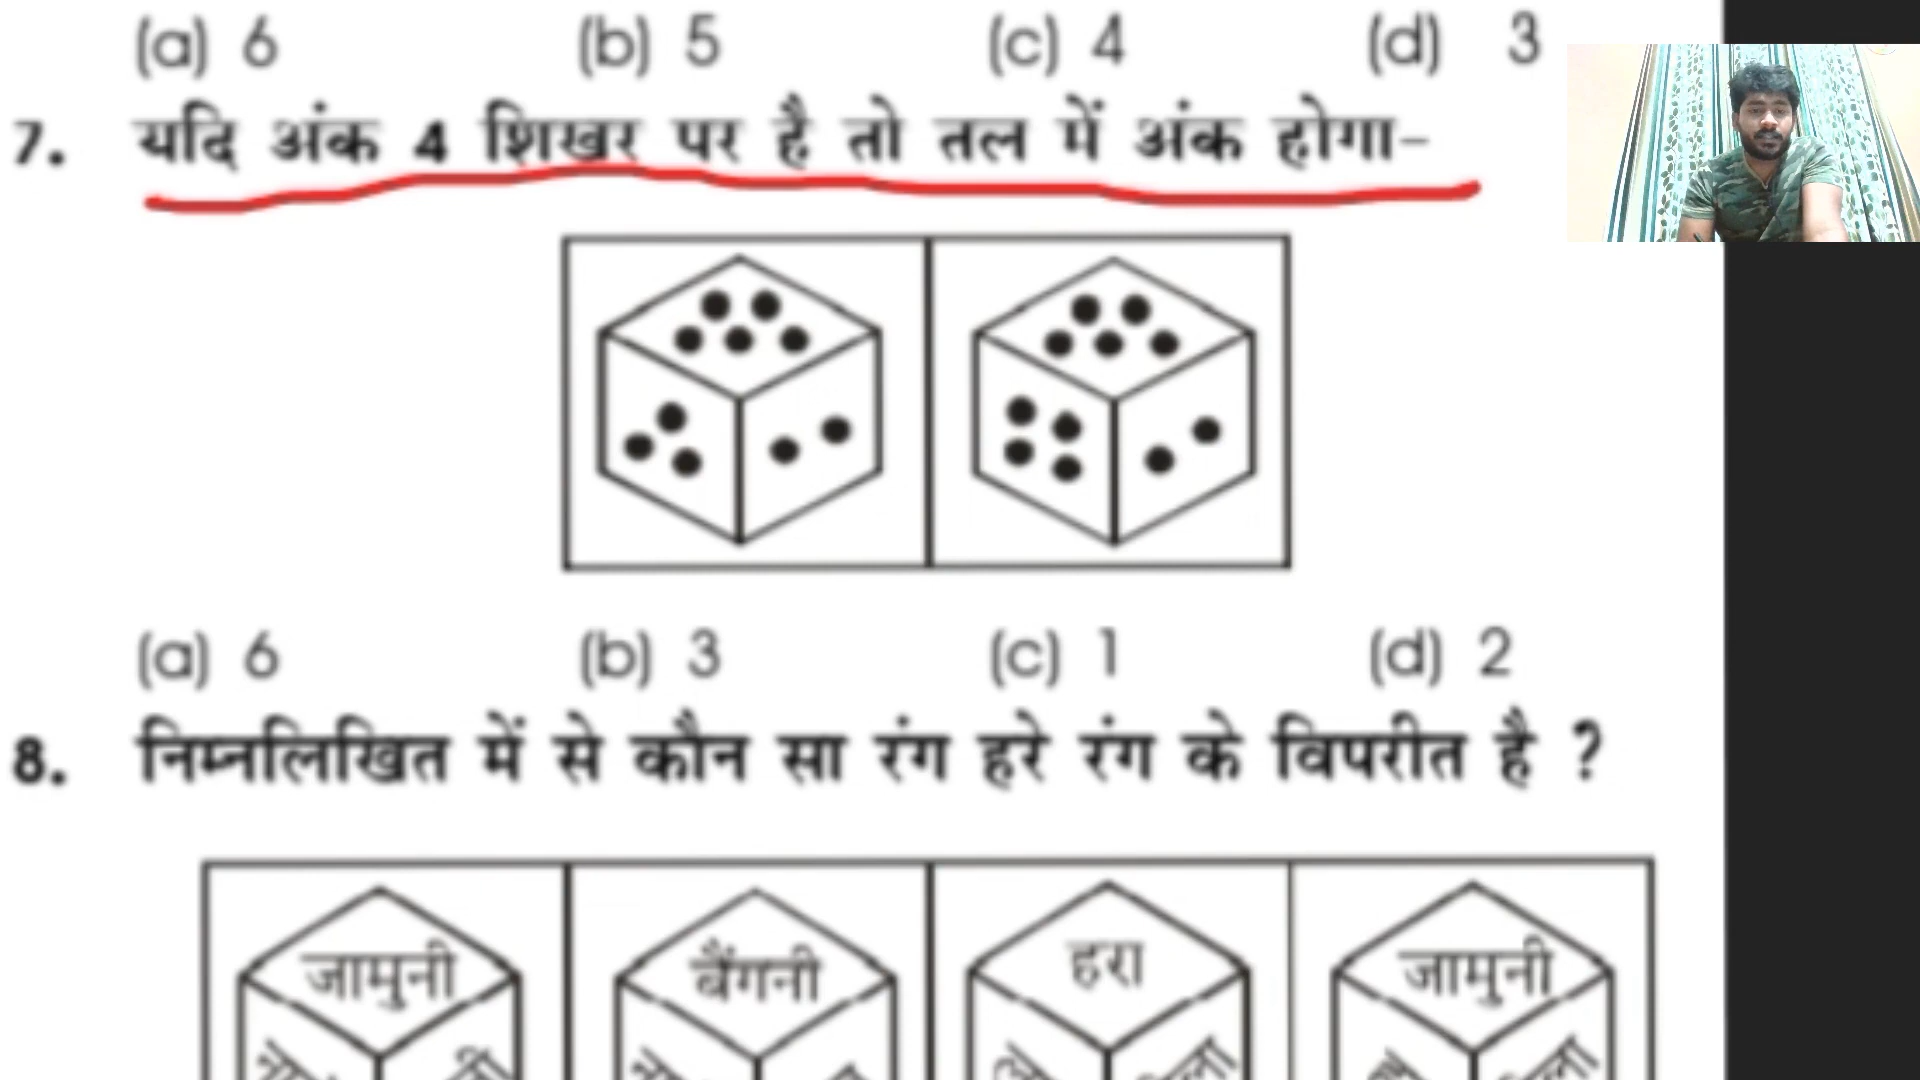 (a) 6 (b) 5 (c) 4 (d) 3
7. यदि अंक 4 शिखर पर है तो तल में अंक होगा-
(a) 6 (b) 3 (c) 1 (d) 2
8. निम्नलिखित में से कौन सा रंग हरे रंग के विपरीत है ?
जामुनी बैंगनी हरा जामुनी